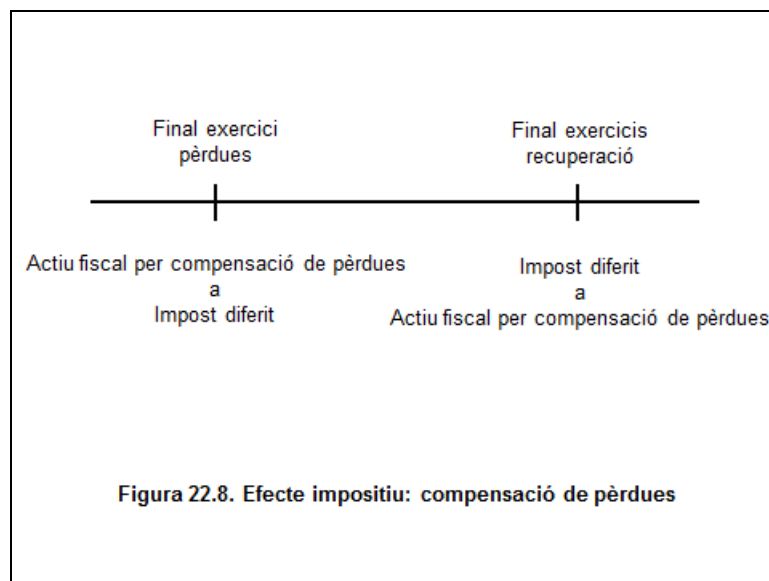 Final exercici
pèrdues
Final exercicis
recuperació
Actiu fiscal per compensació de pèrdues
a
Impost diferit
Impost diferit
a
Actiu fiscal per compensació de pèrdues
Figura 22.8. Efecte impositiu: compensació de pèrdues